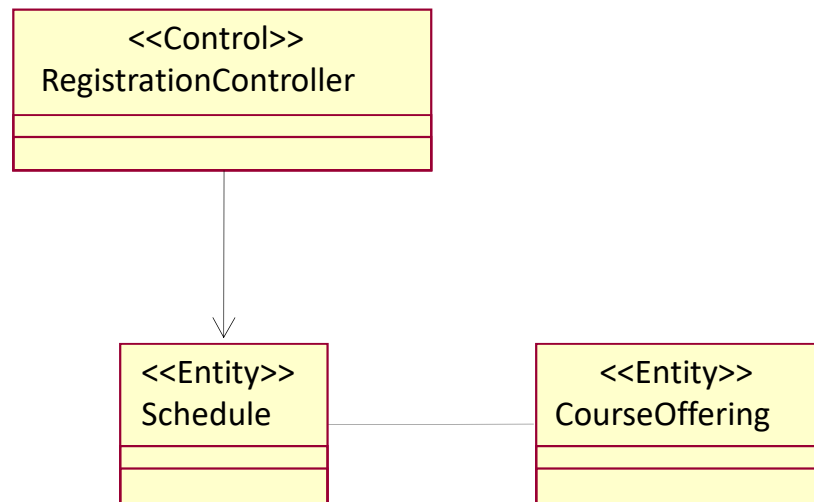 <<Control>>
RegistrationController
<<Entity>>
Schedule
<<Entity>>
CourseOffering